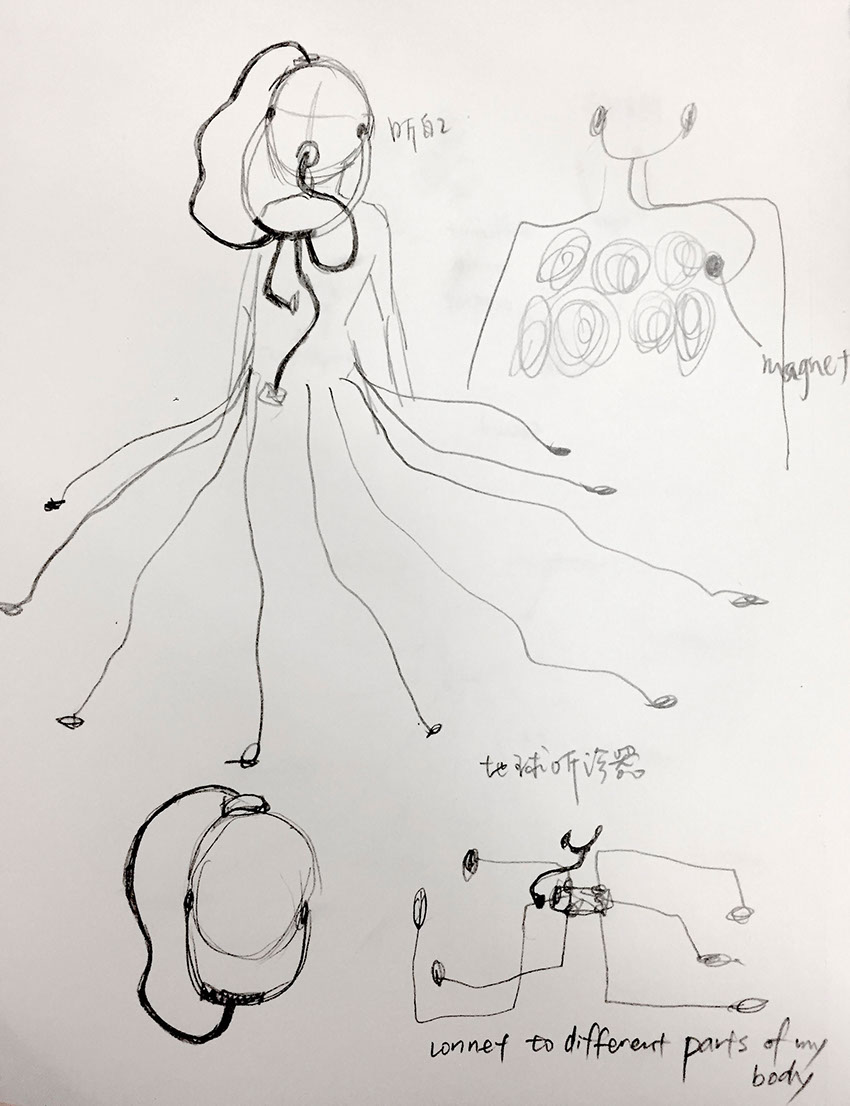 听自己
magnet
地球听诊器
connet to different parts of my
body